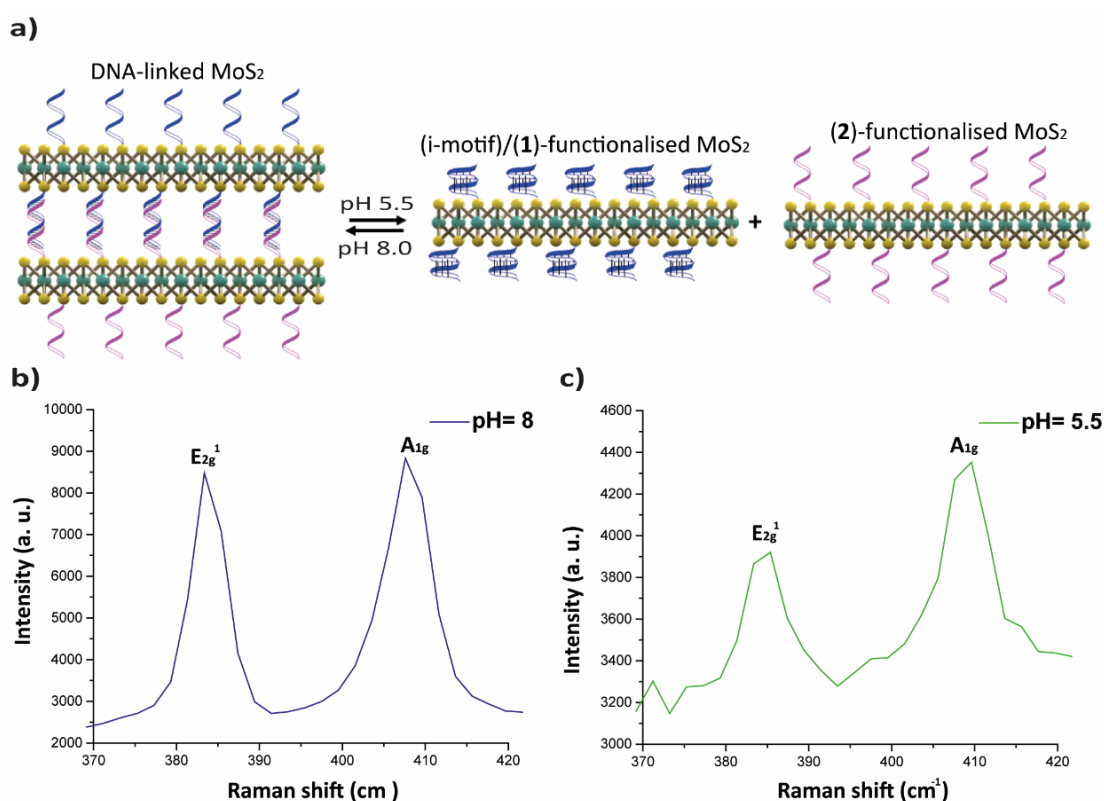 a)
DNA-linked MoS₂
(i-motif)/(1)-functionalised MoS₂
(2)-functionalised MoS₂
pH 5.5
pH 8.0
+
b)
pH= 8
E₂g¹
A₁g
10000
9000
8000
7000
6000
5000
4000
3000
2000
Intensity (a. u.)
370
380
390
400
410
420
Raman shift (cm )
c)
pH= 5.5
E₂g¹
A₁g
4600
4400
4200
4000
3800
3600
3400
3200
3000
Intensity (a. u.)
370
380
390
400
410
420
Raman shift (cm⁻¹)